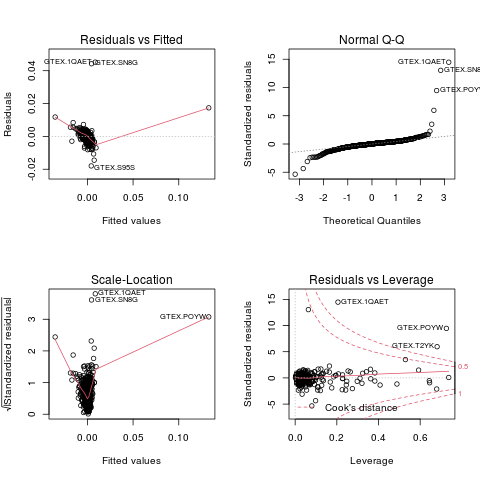 Residuals vs Fitted
Residuals
-0.02 0.00 0.02 0.04
GTEX.1QAET
GTEX.SN8G
GTEX.S95S
0.00 0.05 0.10
Fitted values
Normal Q-Q
Standardized residuals
-5 0 5 10 15
GTEX.1QAET
GTEX.SN8
GTEX.POYW
-3 -2 -1 0 1 2 3
Theoretical Quantiles
Scale-Location
√|Standardized residuals|
0 1 2 3
GTEX.1QAET
GTEX.SN8G
GTEX.POYW
0.00 0.05 0.10
Fitted values
Residuals vs Leverage
Standardized residuals
-5 0 5 10 15
GTEX.1QAET
GTEX.POYW
GTEX.T2YK
0.5
1
Cook's distance
0.0 0.2 0.4 0.6
Leverage